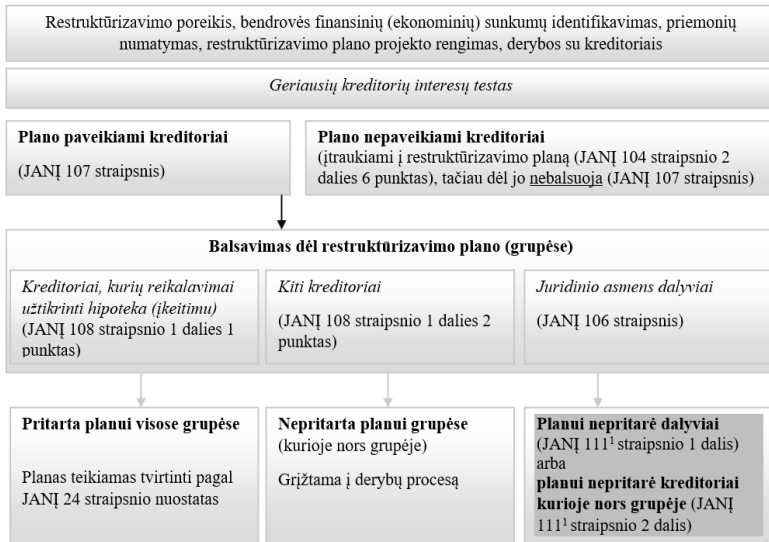 Restruktūrizavimo poreikis, bendrovės finansinių (ekonominių) sunkumų identifikavimas, priemonių
numatymas, restruktūrizavimo plano projekto rengimas, derybos su kreditoriais
Geriausių kreditorių interesų testas
Plano paveikiami kreditoriai
(JANĮ 107 straipsnis)
Plano nepaveikiami kreditoriai
(įtraukiami į restruktūrizavimo planą (JANĮ 104 straipsnio 2
dalies 6 punktas), tačiau dėl jo nebalsuoja (JANĮ 107 straipsnis)
Balsavimas dėl restruktūrizavimo plano (grupėse)
Kreditoriai, kurių reikalavimai
užtikrinti hipoteka (įkeitimu)
(JANĮ 108 straipsnio 1 dalies 1
punktas)
Kiti kreditoriai
(JANĮ 108 straipsnio 1 dalies 2
punktas)
Juridinio asmens dalyviai
(JANĮ 106 straipsnis)
Pritarta planui visose grupėse
Planas teikiamas tvirtinti pagal
JANĮ 24 straipsnio nuostatas
Nepritarta planui grupėse
(kurioje nors grupėje)
Grįžtama į derybų procesą
Planui nepritarė dalyviai
(JANĮ 111¹ straipsnio 1 dalis)
arba
planui nepritarė kreditoriai
kurioje nors grupėje (JANĮ
111¹ straipsnio 2 dalis)